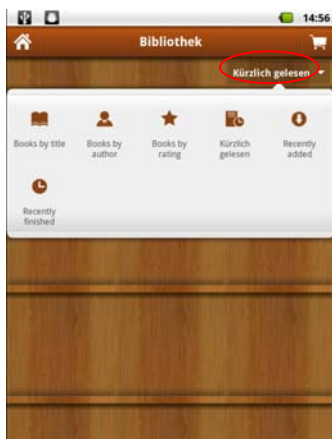 14:56
Bibliothek
Kürzlich gelesen
Books by title
Books by
author
Books by
rating
Kürzlich
gelesen
Recently
added
Recently
finished